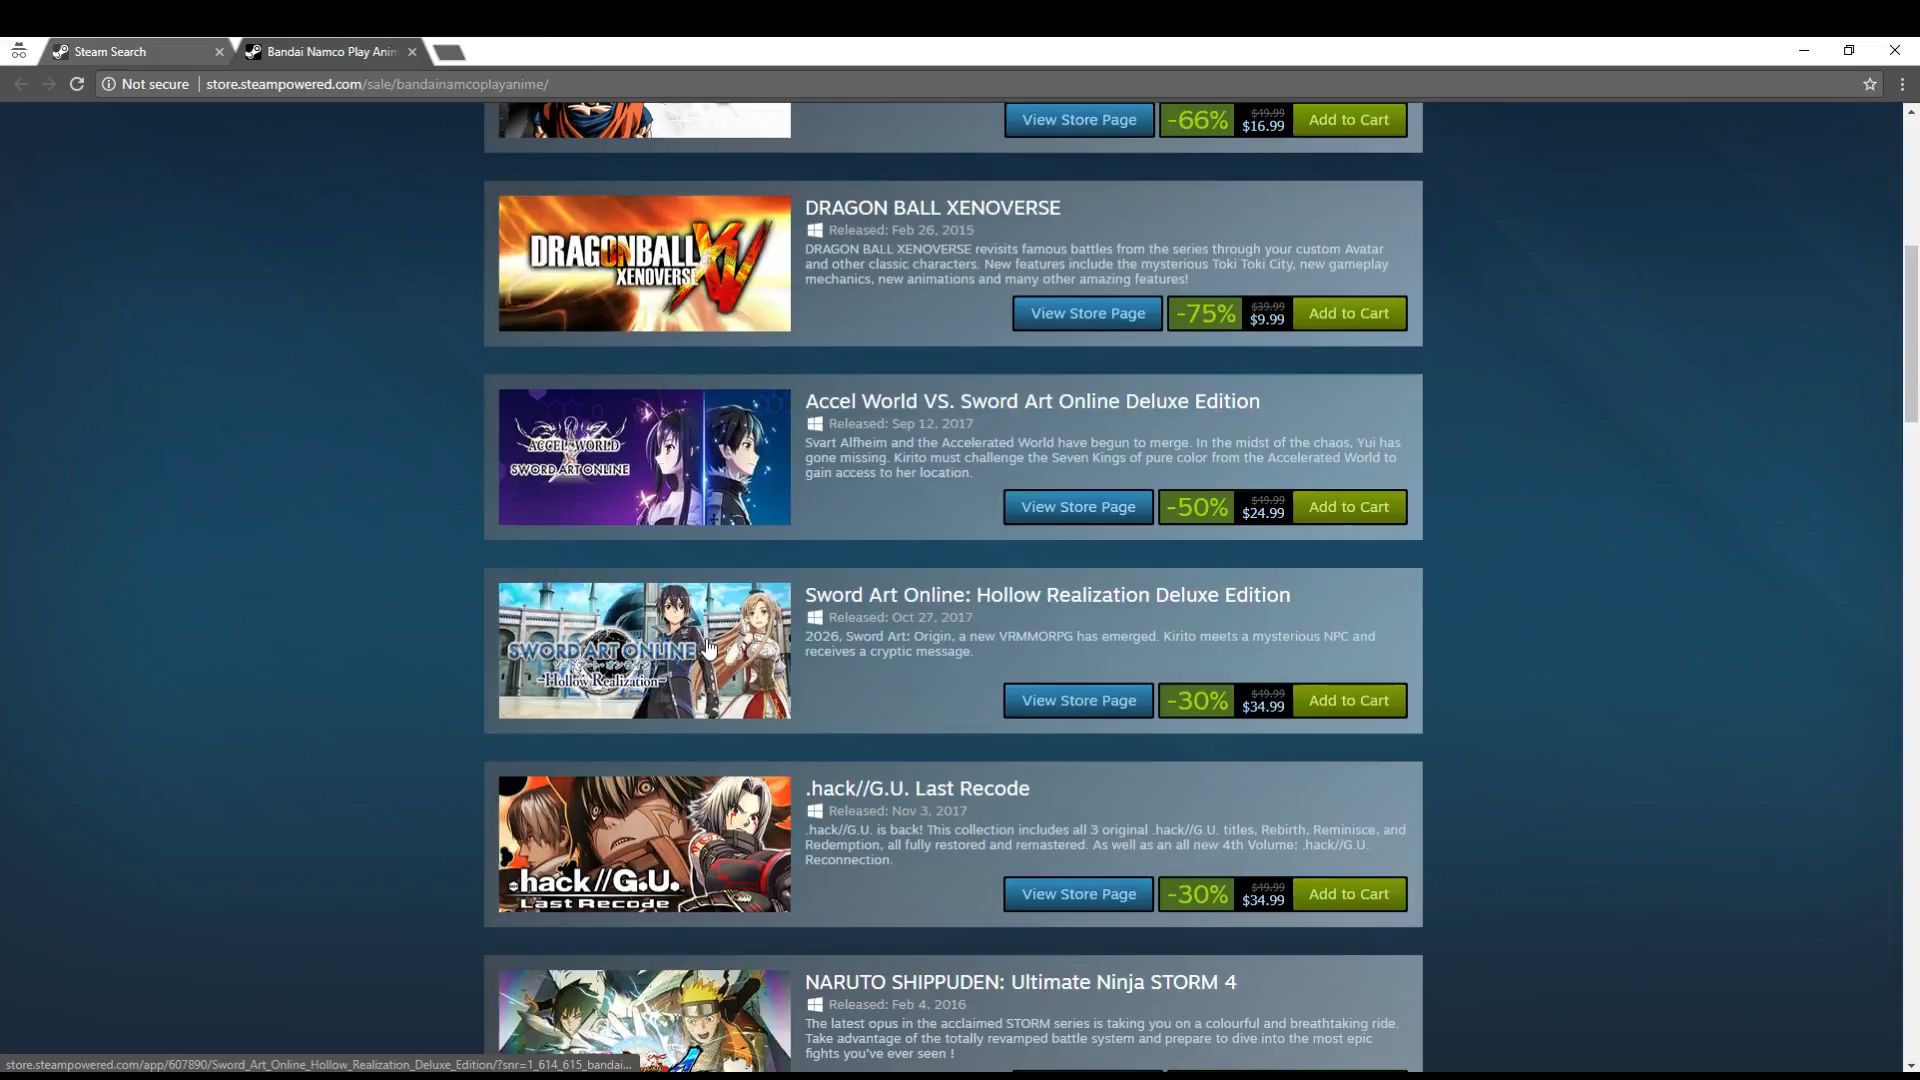 Steam Search
Bandai Namco Play Anim
Not secure
store.steampowered.com/sale/bandainamcoplayanime/
View Store Page
-66%
$49.99
$16.99
Add to Cart
DRAGONBALL XV
XENOVERSE
DRAGON BALL XENOVERSE
Released: Feb 26, 2015
DRAGON BALL XENOVERSE revisits famous battles from the series through your custom Avatar
and other classic characters. New features include the mysterious Toki Toki City, new gameplay
mechanics, new animations and many other amazing features!
View Store Page
-75%
$39.99
$9.99
Add to Cart
ACCEL WORLD
SWORD ART ONLINE
Accel World VS. Sword Art Online Deluxe Edition
Released: Sep 12, 2017
Svart Alfheim and the Accelerated World have begun to merge. In the midst of the chaos, Yui has
gone missing. Kirito must challenge the Seven Kings of pure color from the Accelerated World to
gain access to her location.
View Store Page
-50%
$49.99
$24.99
Add to Cart
SWORD ART ONLINE
ソードアート・オンライン
-Hollow Realization-
Sword Art Online: Hollow Realization Deluxe Edition
Released: Oct 27, 2017
2026, Sword Art: Origin, a new VRMMORPG has emerged. Kirito meets a mysterious NPC and
receives a cryptic message.
View Store Page
-30%
$49.99
$34.99
Add to Cart
.hack//G.U.
Last Recode
.hack//G.U. Last Recode
Released: Nov 3, 2017
.hack//G.U. is back! This collection includes all 3 original .hack//G.U. titles, Rebirth, Reminisce, and
Redemption, all fully restored and remastered. As well as an all new 4th Volume: .hack//G.U.
Reconnection.
View Store Page
-30%
$49.99
$34.99
Add to Cart
NARUTO SHIPPUDEN: Ultimate Ninja STORM 4
Released: Feb 4, 2016
The latest opus in the acclaimed STORM series is taking you on a colourful and breathtaking ride.
Take advantage of the totally revamped battle system and prepare to dive into the most epic
fights you've ever seen !
store.steampowered.com/app/607890/Sword_Art_Online_Hollow_Realization_Deluxe_Edition/?snr=1_614_615_bandai...